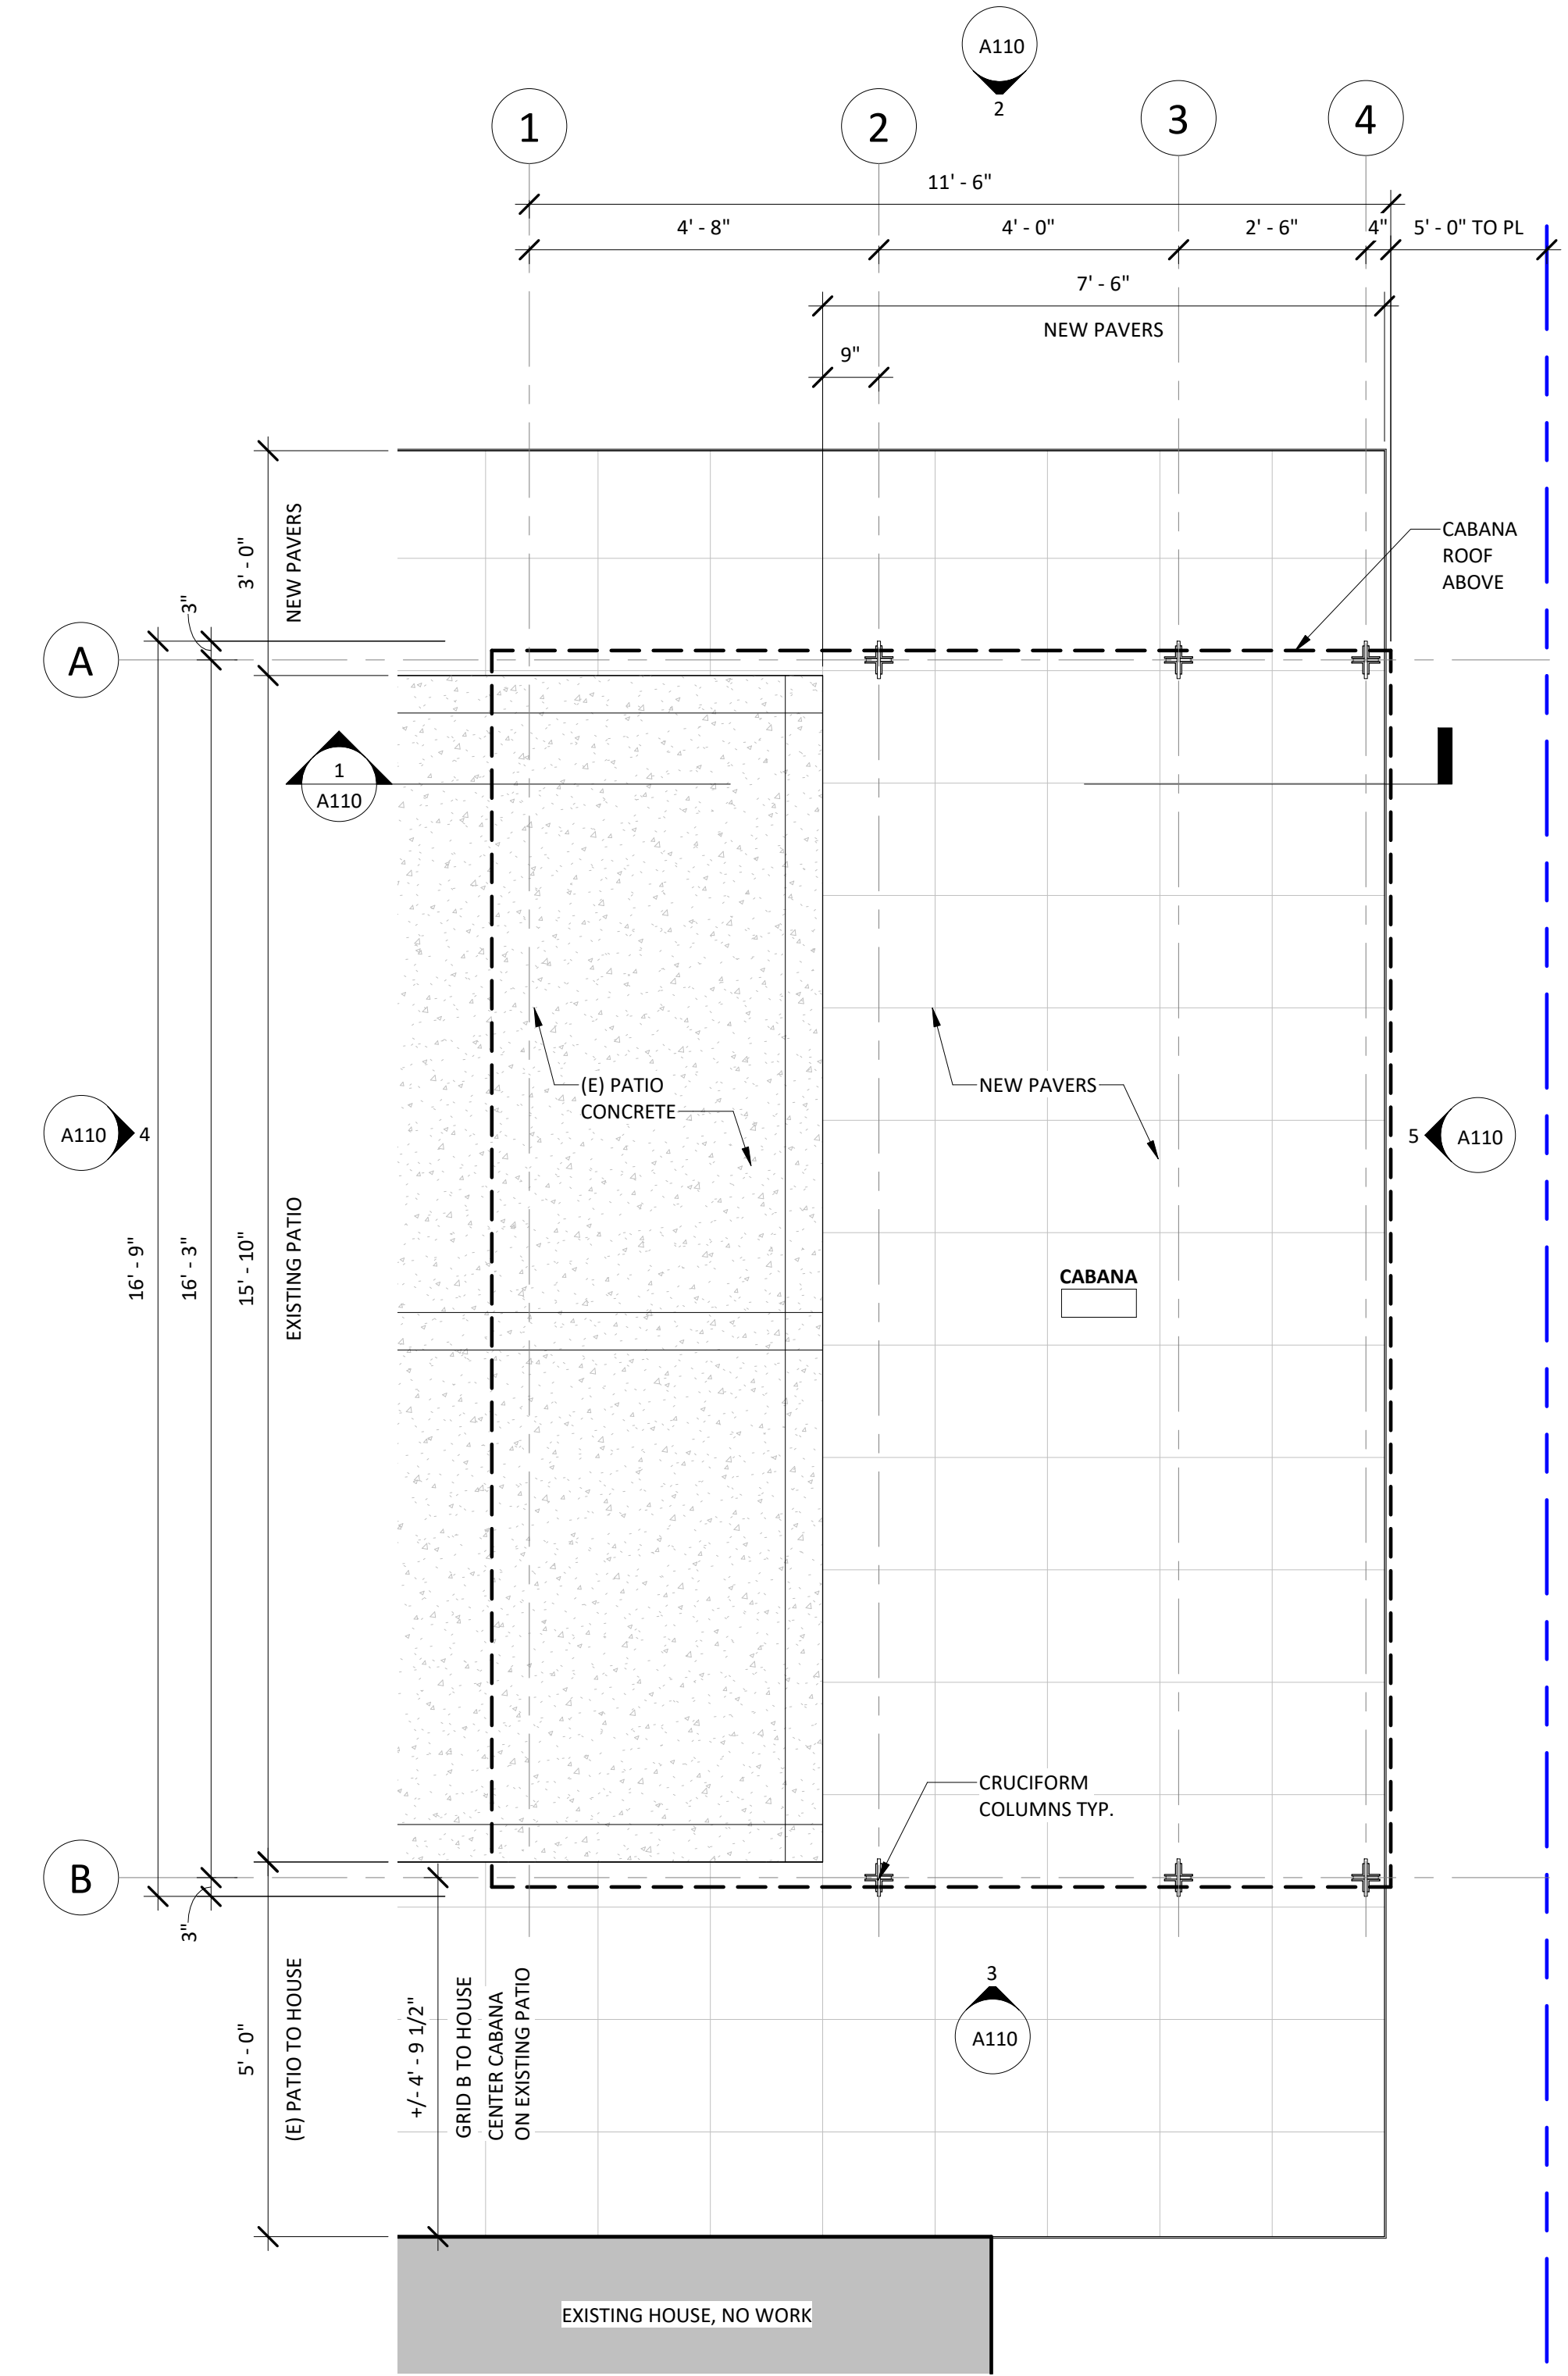 A110
2
1
2
3
4
11' - 6"
4' - 8"
4' - 0"
2' - 6"
4"
5' - 0" TO PL
7' - 6"
NEW PAVERS
9"
3' - 0"
NEW PAVERS
CABANA
ROOF
ABOVE
3"
A
1
A110
(E) PATIO
CONCRETE
NEW PAVERS
A110
4
5
A110
16' - 9"
16' - 3"
15' - 10"
EXISTING PATIO
CABANA
CRUCIFORM
COLUMNS TYP.
B
3"
5' - 0"
(E) PATIO TO HOUSE
+/- 4' - 9 1/2"
GRID B TO HOUSE
CENTER CABANA
ON EXISTING PATIO
3
A110
EXISTING HOUSE, NO WORK